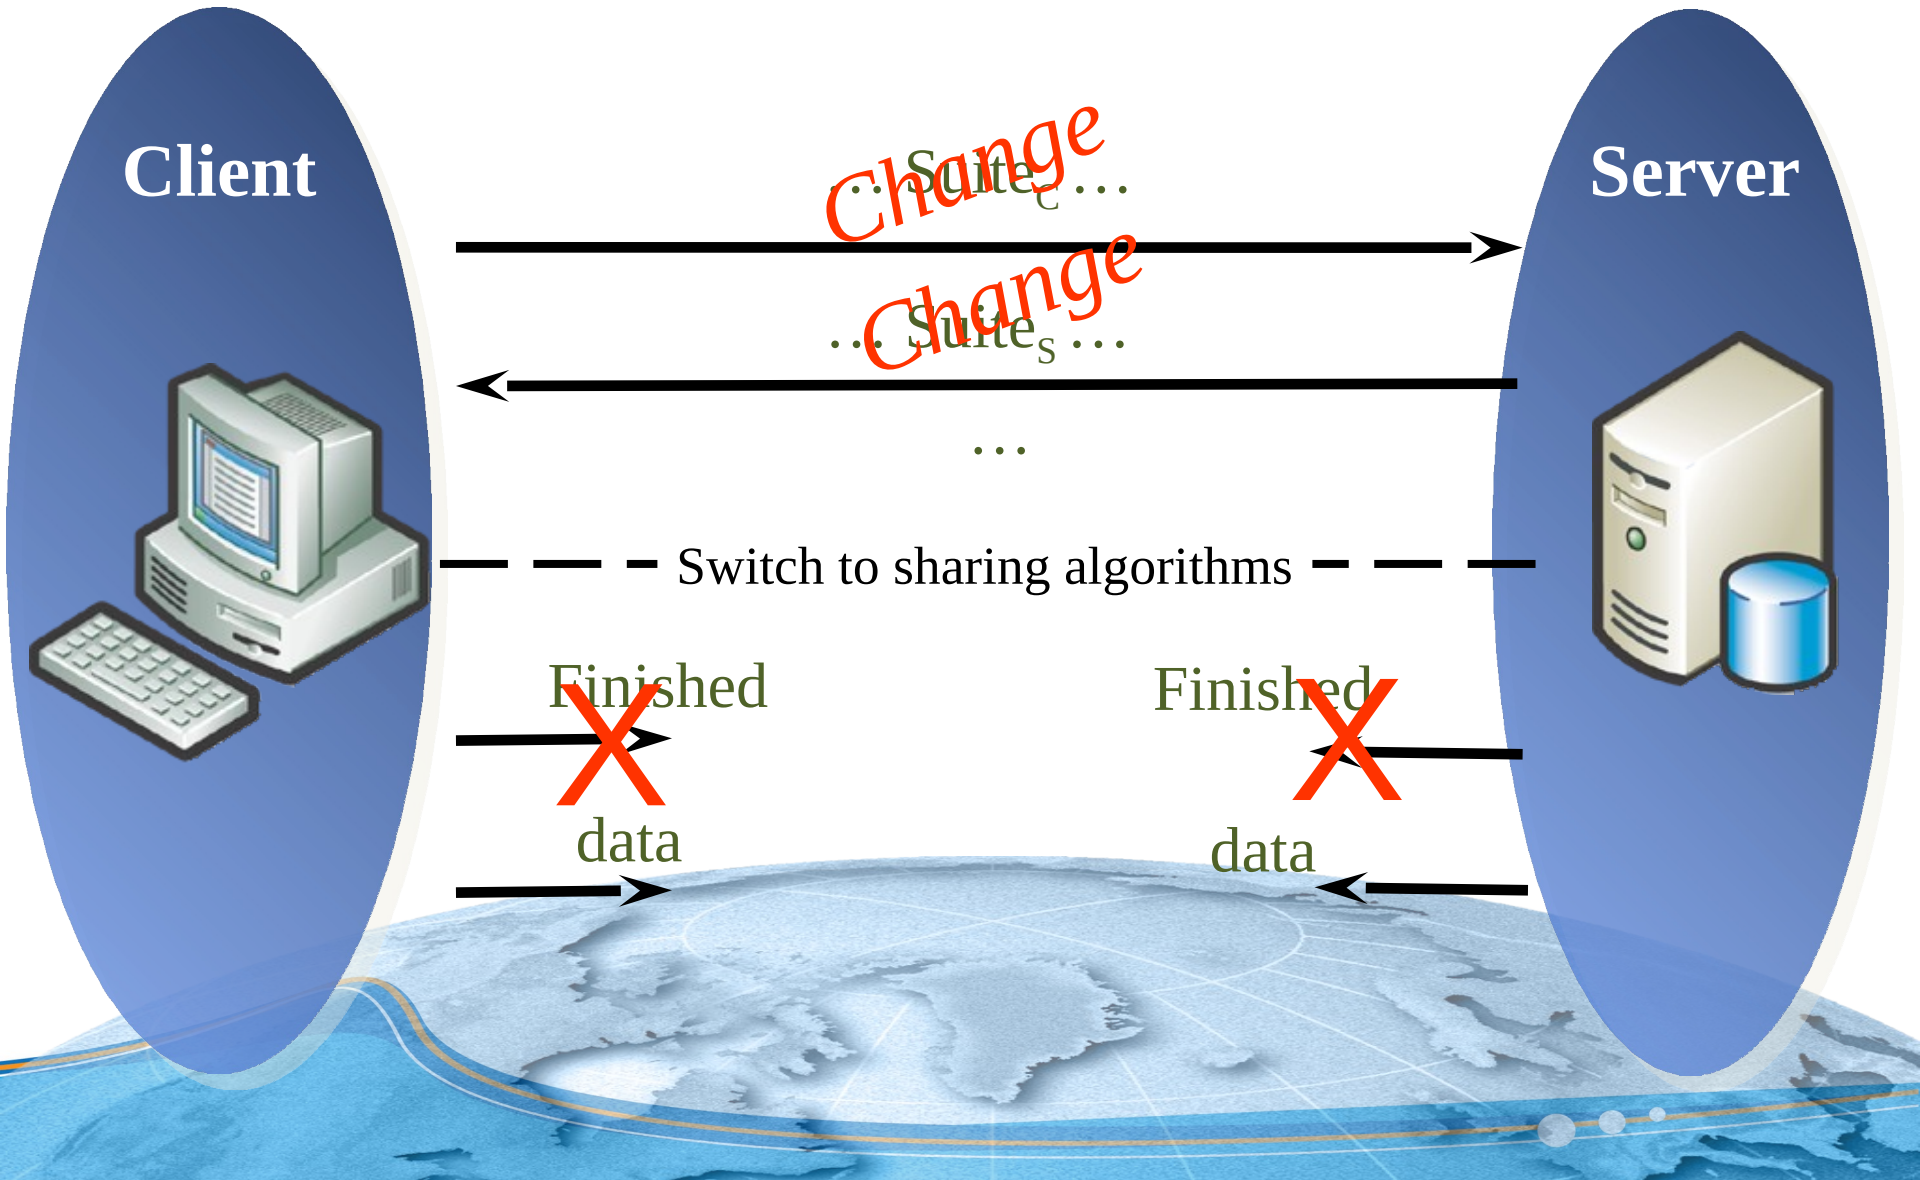 Client
Server
Change
… Suite_C …
Change
… Suite_S …
…
Switch to sharing algorithms
Finished
Finished
X
X
data
data